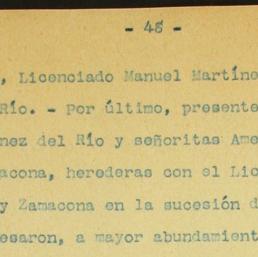 - 45 -
, Licenciado Manuel Martíne
Río. - Por último, presente
nez del Río y señoritas Ame
acona, herederas con el Lic
y Zamacona en la sucesión d
esaron, a mayor abundamient